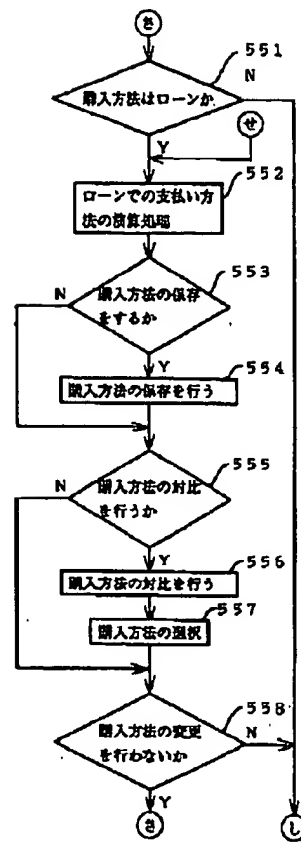 551
N
購入方法はローンか
せ
Y
552
ローンでの支払い方
法の演算処理
553
N
購入方法の保存
をするか
Y
554
購入方法の保存を行う
555
N
購入方法の対比
を行うか
Y
556
購入方法の対比を行う
557
購入方法の選択
558
購入方法の変更
を行わないか
N
Y
し